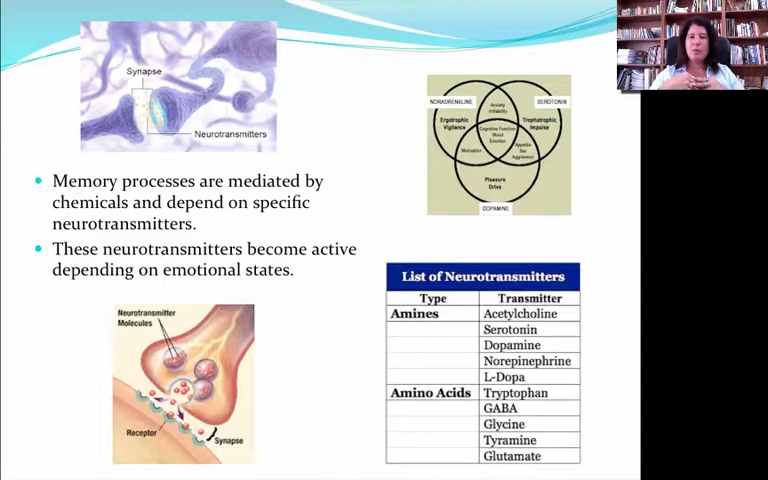 Synapse
Neurotransmitters
NORADRENALINE
SEROTONIN
Anxiety
Irritability
Ergotrophic
Vigilance
Trophatrophic
Impulse
Cognitive Function
Mood
Emotion
Motivation
Appetite
Sex
Aggression
Pleasure
Drive
DOPAMINE
• Memory processes are mediated by
chemicals and depend on specific
neurotransmitters.
• These neurotransmitters become active
depending on emotional states.
List of Neurotransmitters
Type Transmitter
Amines Acetylcholine
Serotonin
Dopamine
Norepinephrine
L-Dopa
Amino Acids Tryptophan
GABA
Glycine
Tyramine
Glutamate
Neurotransmitter
Molecules
Receptor
Synapse